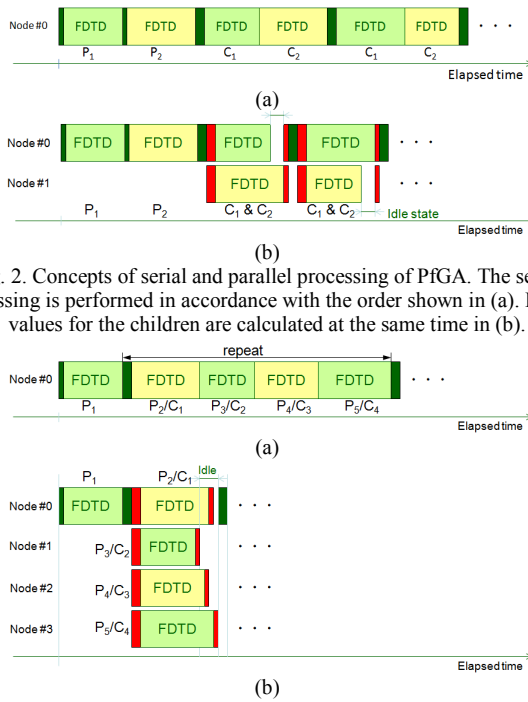 Node #0 FDTD FDTD FDTD FDTD FDTD FDTD · · ·
P1 P2 C1 C2 C1 C2
Elapsed time
(a)
Node #0 FDTD FDTD FDTD FDTD · · ·
Node #1 FDTD FDTD · · ·
P1 P2 C1 & C2 C1 & C2 Idle state
Elapsed time
(b)
. 2. Concepts of serial and parallel processing of PfGA. The se
ssing is performed in accordance with the order shown in (a).
values for the children are calculated at the same time in (b).
repeat
Node #0 FDTD FDTD FDTD FDTD FDTD · · ·
P1 P2/C1 P3/C2 P4/C3 P5/C4
Elapsed time
(a)
Idle
P1 P2/C1
Node #0 FDTD FDTD · · ·
Node #1 P3/C2 FDTD · · ·
Node #2 P4/C3 FDTD · · ·
Node #3 P5/C4 FDTD · · ·
Elapsed time
(b)